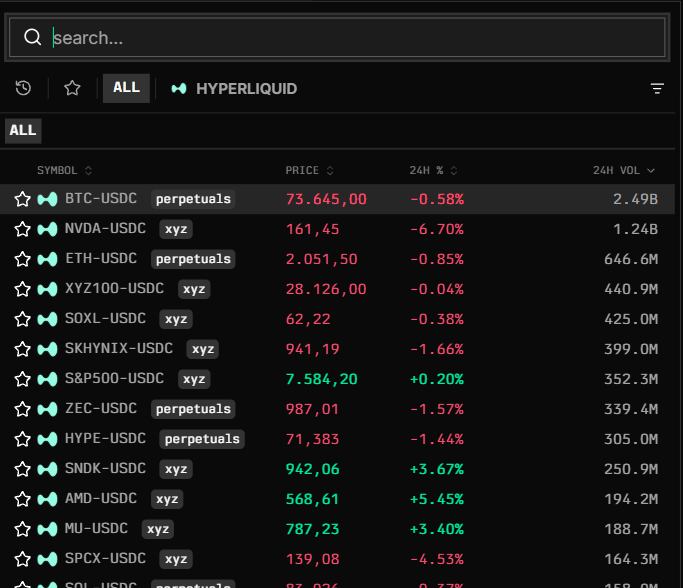 search...
ALL HYPERLIQUID
ALL
SYMBOL PRICE 24H % 24H VOL
BTC-USDC perpetuals 73.645,00 -0.58% 2.49B
NVDA-USDC xyz 161,45 -6.70% 1.24B
ETH-USDC perpetuals 2.051,50 -0.85% 646.6M
XYZ100-USDC xyz 28.126,00 -0.04% 440.9M
SOXL-USDC xyz 62,22 -0.38% 425.0M
SKHYNIX-USDC xyz 941,19 -1.66% 399.0M
S&P500-USDC xyz 7.584,20 +0.20% 352.3M
ZEC-USDC perpetuals 987,01 -1.57% 339.4M
HYPE-USDC perpetuals 71,383 -1.44% 305.0M
SNDK-USDC xyz 942,06 +3.67% 250.9M
AMD-USDC xyz 568,61 +5.45% 194.2M
MU-USDC xyz 787,23 +3.40% 188.7M
SPCX-USDC xyz 139,08 -4.53% 164.3M
SOL-USDC perpetuals